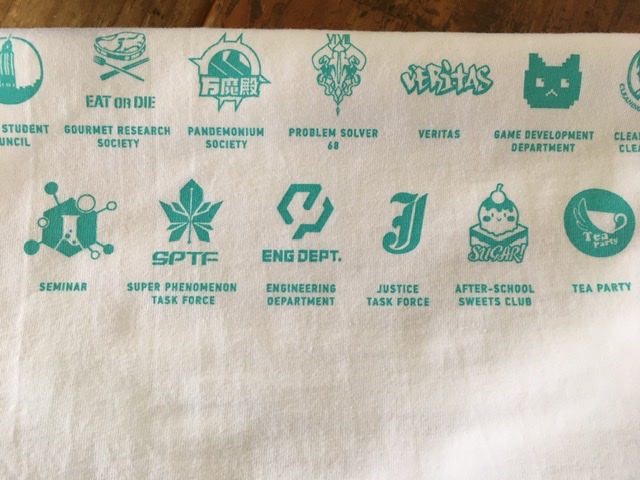 EAT OR DIE
万魔殿
VERITAS
STUDENT
GOURMET RESEARCH
SOCIETY
PANDEMONIUM
SOCIETY
PROBLEM SOLVER
68
VERITAS
GAME DEVELOPMENT
DEPARTMENT
SPTF
ENG DEPT.
J
SUGAR!
Tea
Party
SEMINAR
SUPER PHENOMENON
TASK FORCE
ENGINEERING
DEPARTMENT
JUSTICE
TASK FORCE
AFTER-SCHOOL
SWEETS CLUB
TEA PARTY